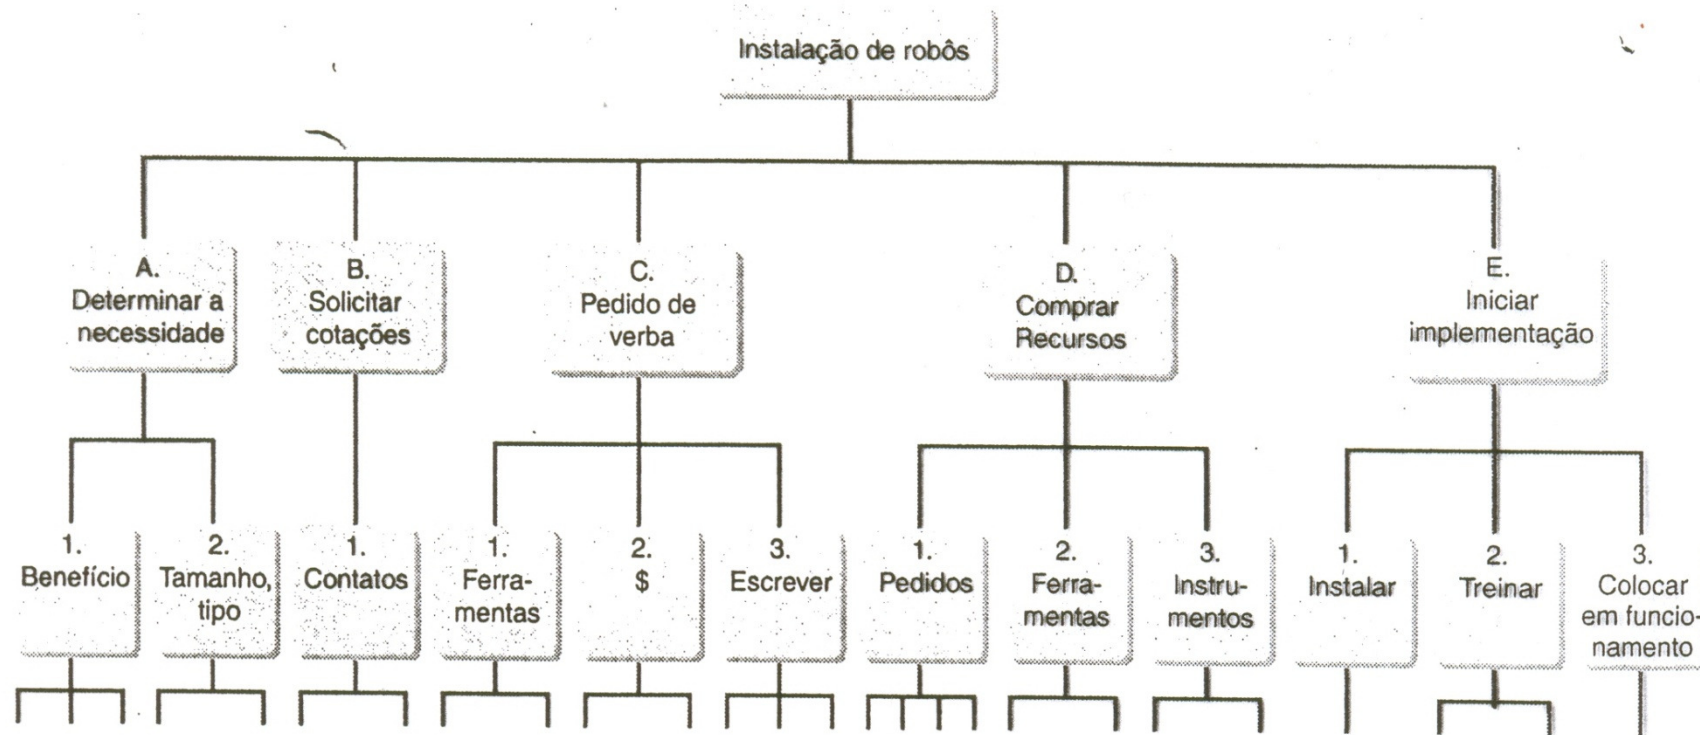 Instalação de robôs
A.
Determinar a
necessidade
B.
Solicitar
cotações
C.
Pedido de
verba
D.
Comprar
Recursos
E.
Iniciar
implementação
1.
Benefício
2.
Tamanho,
tipo
1.
Contatos
1.
Ferra-
mentas
2.
$
3.
Escrever
1.
Pedidos
2.
Ferra-
mentas
3.
Instru-
mentos
1.
Instalar
2.
Treinar
3.
Colocar
em funcio-
namento